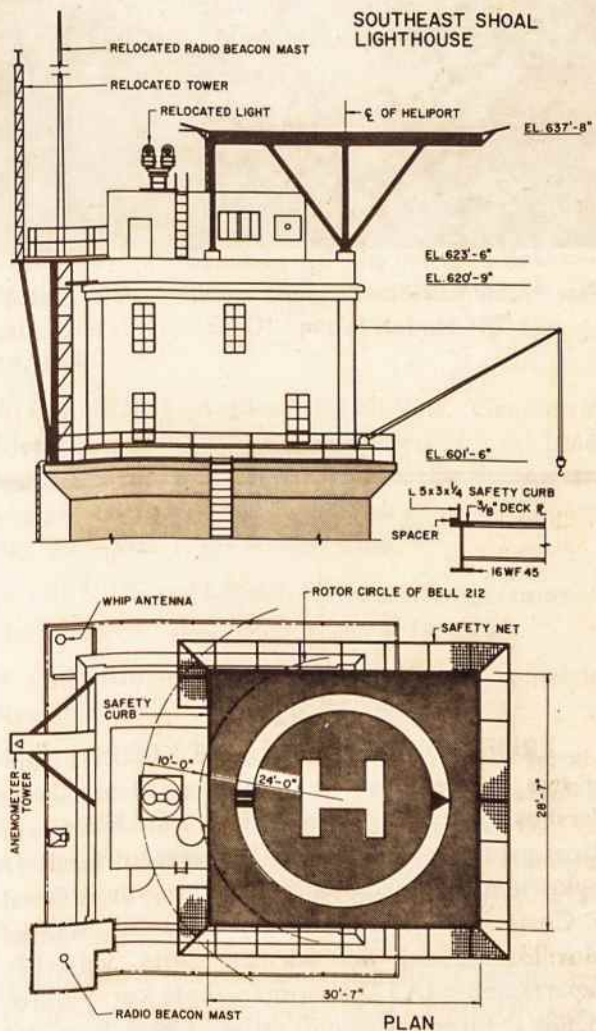 SOUTHEAST SHOAL
LIGHTHOUSE
RELOCATED RADIO BEACON MAST
RELOCATED TOWER
RELOCATED LIGHT
℄ OF HELIPORT
EL. 637'-8"
EL. 623'-6"
EL. 620'-9"
EL. 601'-6"
L 5x3x¼ SAFETY CURB
3/8" DECK ℙL
SPACER
16WF45
WHIP ANTENNA
ROTOR CIRCLE OF BELL 212
SAFETY NET
SAFETY
CURB
ANEMOMETER
TOWER
10'-0"
24'-0"
H
28'-7"
30'-7"
RADIO BEACON MAST
PLAN